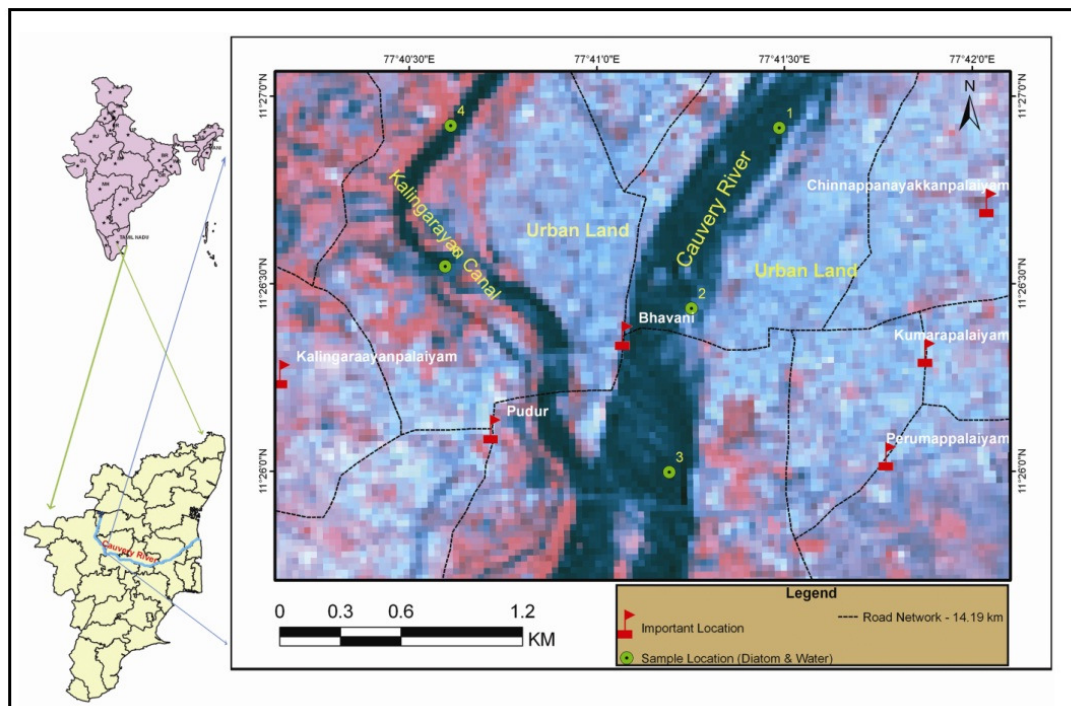 77°40'30"E
77°41'0"E
77°41'30"E
77°42'0"E
11°27'0"N
11°27'0"N
N
4
1
Chinnappanayakkanpalaiyam
Kalingarayan Canal
Urban Land
Cauvery River
Urban Land
11°26'30"N
11°26'30"N
2
Bhavani
Kumarapalaiyam
Kalingaraayanpalaiyam
Pudur
Perumappalaiyam
3
11°26'0"N
11°26'0"N
TAMIL NADU
Cauvery River
0 0.3 0.6 1.2
KM
Legend
Important Location
Road Network - 14.19 km
Sample Location (Diatom & Water)